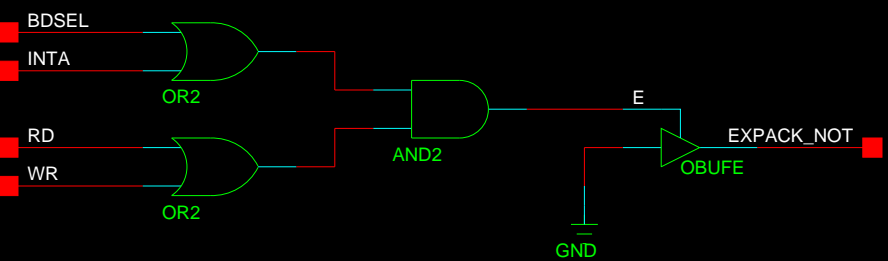 BDSEL
INTA
OR2
RD
WR
OR2
AND2
E
EXPACK_NOT
OBUFE
GND